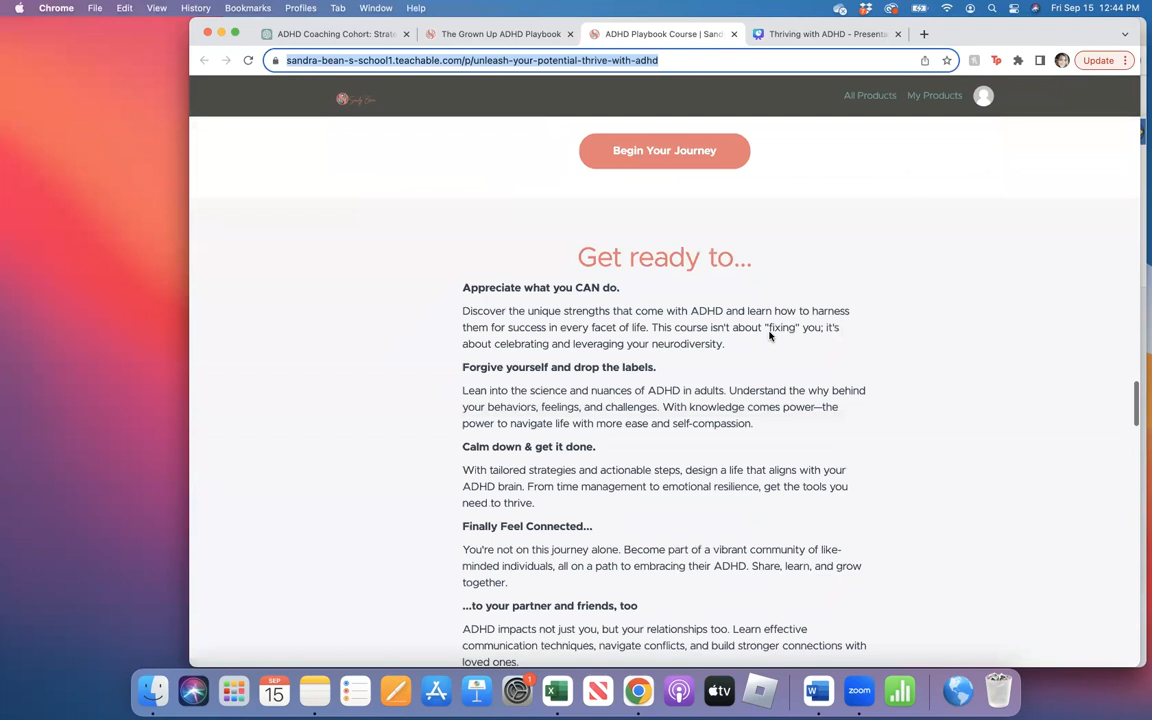 Chrome File Edit View History Bookmarks Profiles Tab Window Help Fri Sep 15 12:44 PM
ADHD Coaching Cohort: Strate The Grown Up ADHD Playbook ADHD Playbook Course | Sand Thriving with ADHD - Presenta
sandra-bean-s-school1.teachable.com/p/unleash-your-potential-thrive-with-adhd Tp Update
Sandy Bean All Products My Products
Begin Your Journey
Get ready to...
Appreciate what you CAN do.
Discover the unique strengths that come with ADHD and learn how to harness
them for success in every facet of life. This course isn't about "fixing" you; it's
about celebrating and leveraging your neurodiversity.
Forgive yourself and drop the labels.
Lean into the science and nuances of ADHD in adults. Understand the why behind
your behaviors, feelings, and challenges. With knowledge comes power—the
power to navigate life with more ease and self-compassion.
Calm down & get it done.
With tailored strategies and actionable steps, design a life that aligns with your
ADHD brain. From time management to emotional resilience, get the tools you
need to thrive.
Finally Feel Connected...
You're not on this journey alone. Become part of a vibrant community of like-
minded individuals, all on a path to embracing their ADHD. Share, learn, and grow
together.
...to your partner and friends, too
ADHD impacts not just you, but your relationships too. Learn effective
communication techniques, navigate conflicts, and build stronger connections with
loved ones.
SEP
15
1
tv
zoom